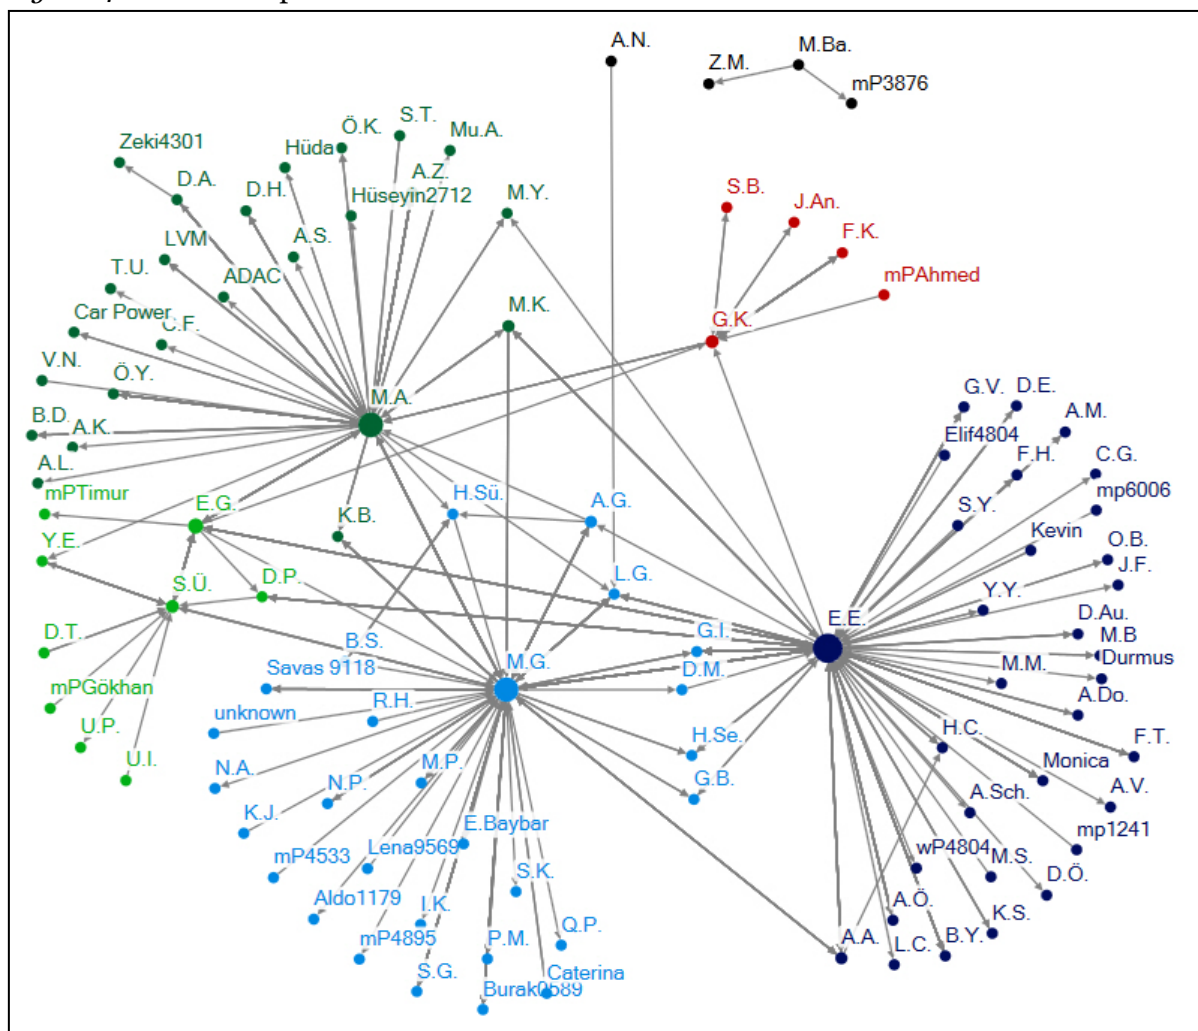 A.N.
M.Ba.
Z.M.
mP3876
S.T.
Ö.K.
Mu.A.
Zeki4301
Hüda
A.Z.
D.A.
D.H.
Hüseyin2712
M.Y.
S.B.
J.An.
F.K.
LVM
A.S.
T.U.
ADAC
mPAhmed
Car Power
C.F.
M.K.
G.K.
V.N.
Ö.Y.
M.A.
B.D.
A.K.
G.V.
D.E.
A.M.
Elif4804
F.H.
C.G.
A.L.
mPTimur
E.G.
H.Sü.
A.G.
mp6006
S.Y.
K.B.
Kevin
Y.E.
O.B.
S.Ü.
D.P.
L.G.
J.F.
Y.Y.
D.T.
B.S.
G.I.
E.E.
D.Au.
M.B
Durmus
Savas 9118
M.G.
D.M.
M.M.
mPGökhan
R.H.
A.Do.
unknown
U.P.
H.Se.
H.C.
F.T.
U.I.
N.A.
N.P.
M.P.
G.B.
Monica
A.V.
K.J.
E.Baybar
A.Sch.
mp1241
mP4533
Lena9569
wP4804
M.S.
D.Ö.
S.K.
Aldo1179
I.K.
A.Ö.
K.S.
mP4895
P.M.
Q.P.
A.A.
L.C.
B.Y.
S.G.
Caterina
Burak0589